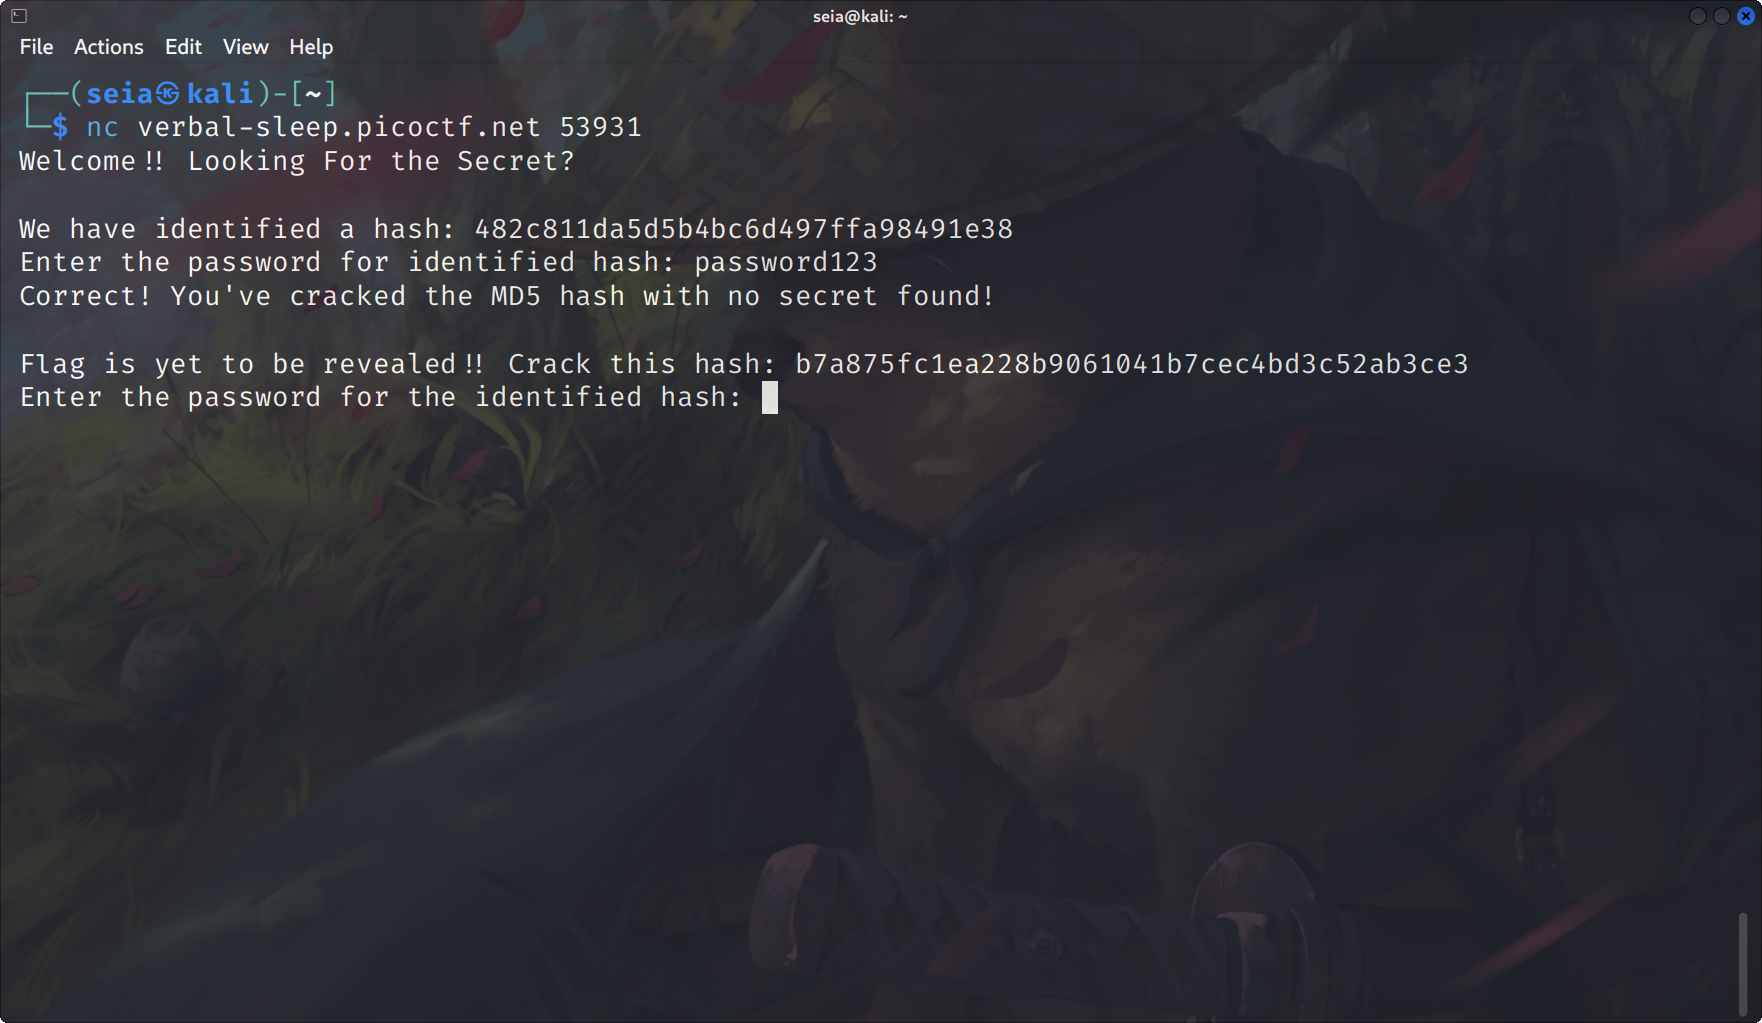 seia@kali: ~
File Actions Edit View Help
┌──(seia㉿kali)-[~]
└─$ nc verbal-sleep.picoctf.net 53931
Welcome!! Looking For the Secret?
We have identified a hash: 482c811da5d5b4bc6d497ffa98491e38
Enter the password for identified hash: password123
Correct! You've cracked the MD5 hash with no secret found!
Flag is yet to be revealed!! Crack this hash: b7a875fc1ea228b9061041b7cec4bd3c52ab3ce3
Enter the password for the identified hash: